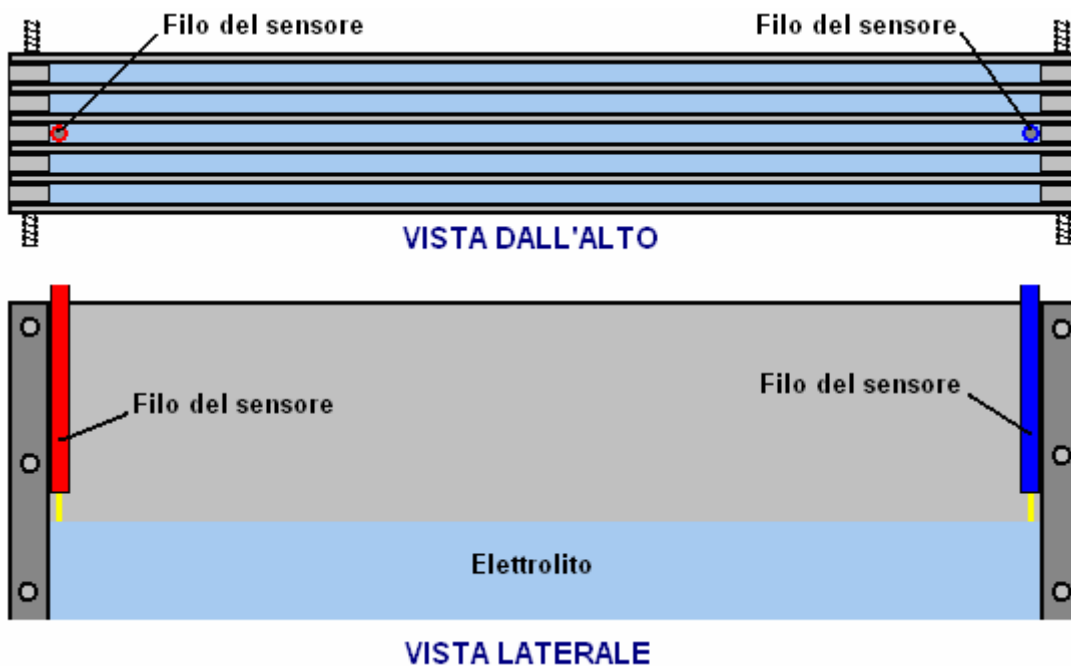 Filo del sensore
Filo del sensore
VISTA DALL'ALTO
Filo del sensore
Filo del sensore
Elettrolito
VISTA LATERALE